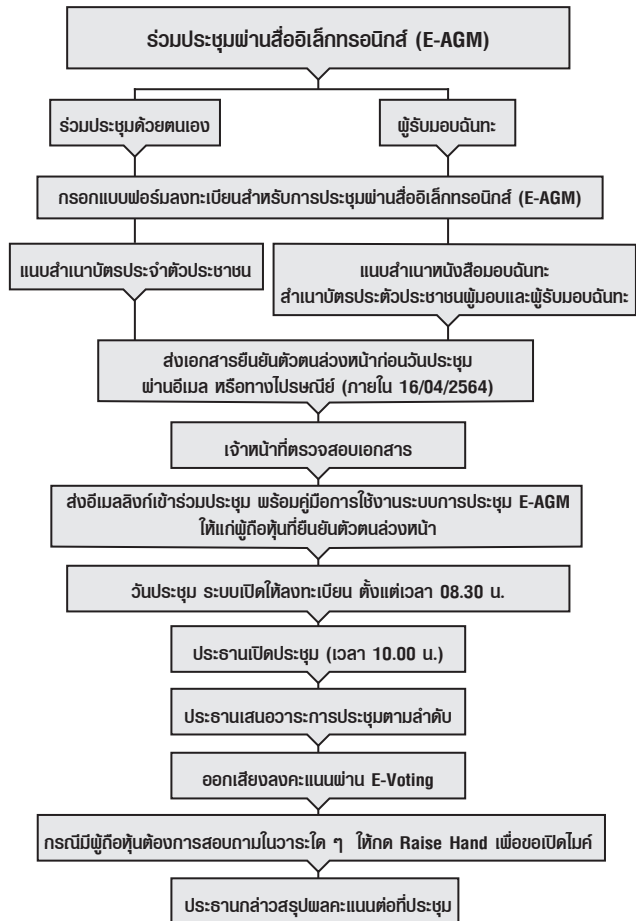 ร่วมประชุมผ่านสื่ออิเล็กทรอนิกส์ (E-AGM)
ร่วมประชุมด้วยตนเอง
ผู้รับมอบฉันทะ
กรอกแบบฟอร์มลงทะเบียนสำหรับการประชุมผ่านสื่ออิเล็กทรอนิกส์ (E-AGM)
แนบสำเนาบัตรประจำตัวประชาชน
แนบสำเนาหนังสือมอบฉันทะ
สำเนาบัตรประตัวประชาชนผู้มอบและผู้รับมอบฉันทะ
ส่งเอกสารยืนยันตัวตนล่วงหน้าก่อนวันประชุม
ผ่านอีเมล หรือทางไปรษณีย์ (ภายใน 16/04/2564)
เจ้าหน้าที่ตรวจสอบเอกสาร
ส่งอีเมลลิงก์เข้าร่วมประชุม พร้อมคู่มือการใช้งานระบบการประชุม E-AGM
ให้แก่ผู้ถือหุ้นที่ยืนยันตัวตนล่วงหน้า
วันประชุม ระบบเปิดให้ลงทะเบียน ตั้งแต่เวลา 08.30 น.
ประธานเปิดประชุม (เวลา 10.00 น.)
ประธานเสนอวาระการประชุมตามลำดับ
ออกเสียงลงคะแนนผ่าน E-Voting
กรณีมีผู้ถือหุ้นต้องการสอบถามในวาระใด ๆ ให้กด Raise Hand เพื่อขอเปิดไมค์
ประธานกล่าวสรุปผลคะแนนต่อที่ประชุม